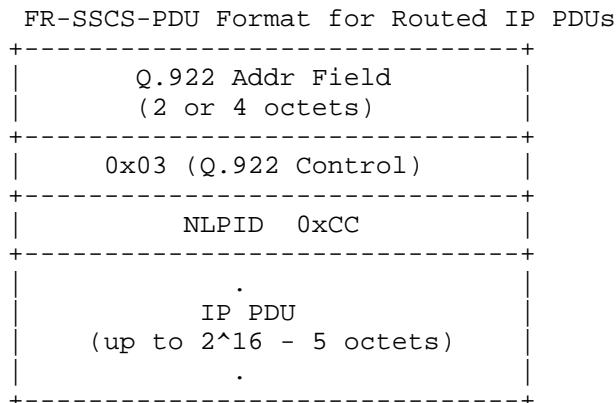 FR-SSCS-PDU Format for Routed IP PDUs
+-------------------------------+
| Q.922 Addr Field |
| (2 or 4 octets) |
+-------------------------------+
| 0x03 (Q.922 Control) |
+-------------------------------+
| NLPID 0xCC |
+-------------------------------+
| . |
| IP PDU |
| (up to 2^16 - 5 octets) |
| . |
+-------------------------------+